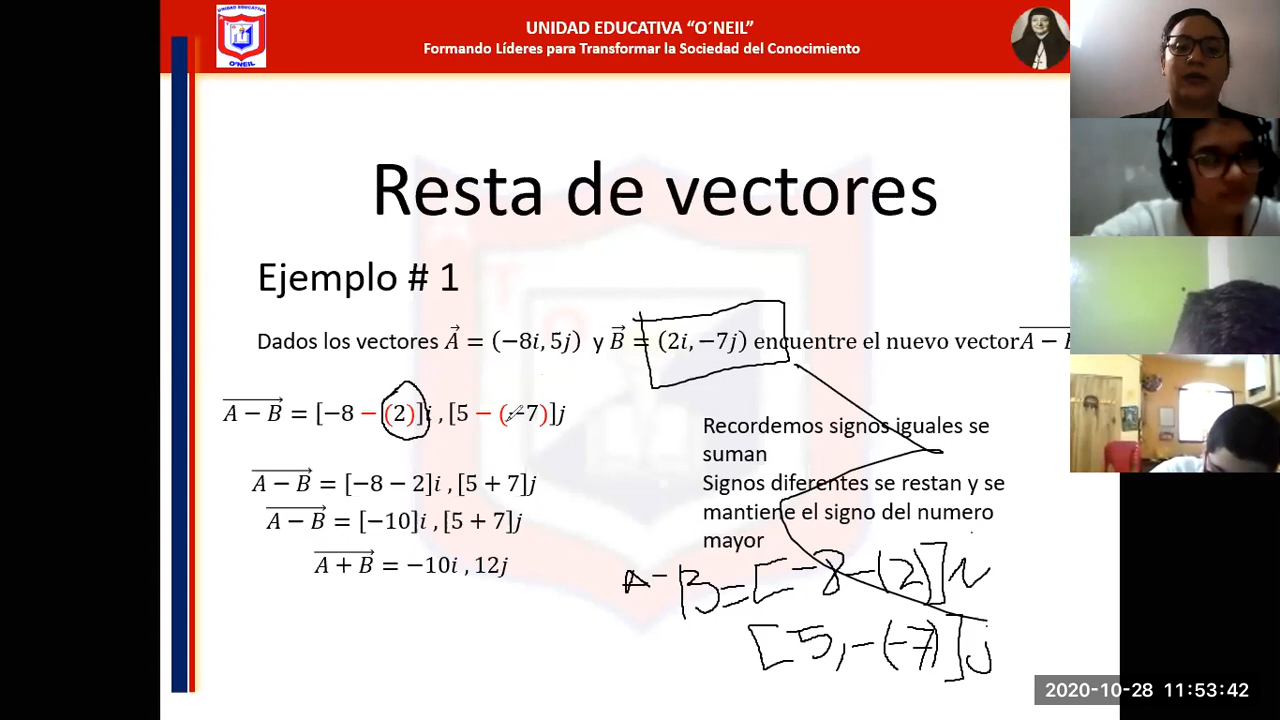 UNIDAD EDUCATIVA
O´NEIL
UNIDAD EDUCATIVA “O´NEIL”
Formando Líderes para Transformar la Sociedad del Conocimiento
Resta de vectores
Ejemplo # 1
Dados los vectores A⃗ = (−8i, 5j) y B⃗ = (2i, −7j) encuentre el nuevo vector A − B
A − B = [−8 − (2)]i , [5 − (−7)]j
A − B = [−8 − 2]i , [5 + 7]j
A − B = [−10]i , [5 + 7]j
A + B = −10i , 12j
Recordemos signos iguales se
suman
Signos diferentes se restan y se
mantiene el signo del numero
mayor
A - B = [-8 - (2)] i
[5, - (-7)] j
2020-10-28 11:53:42